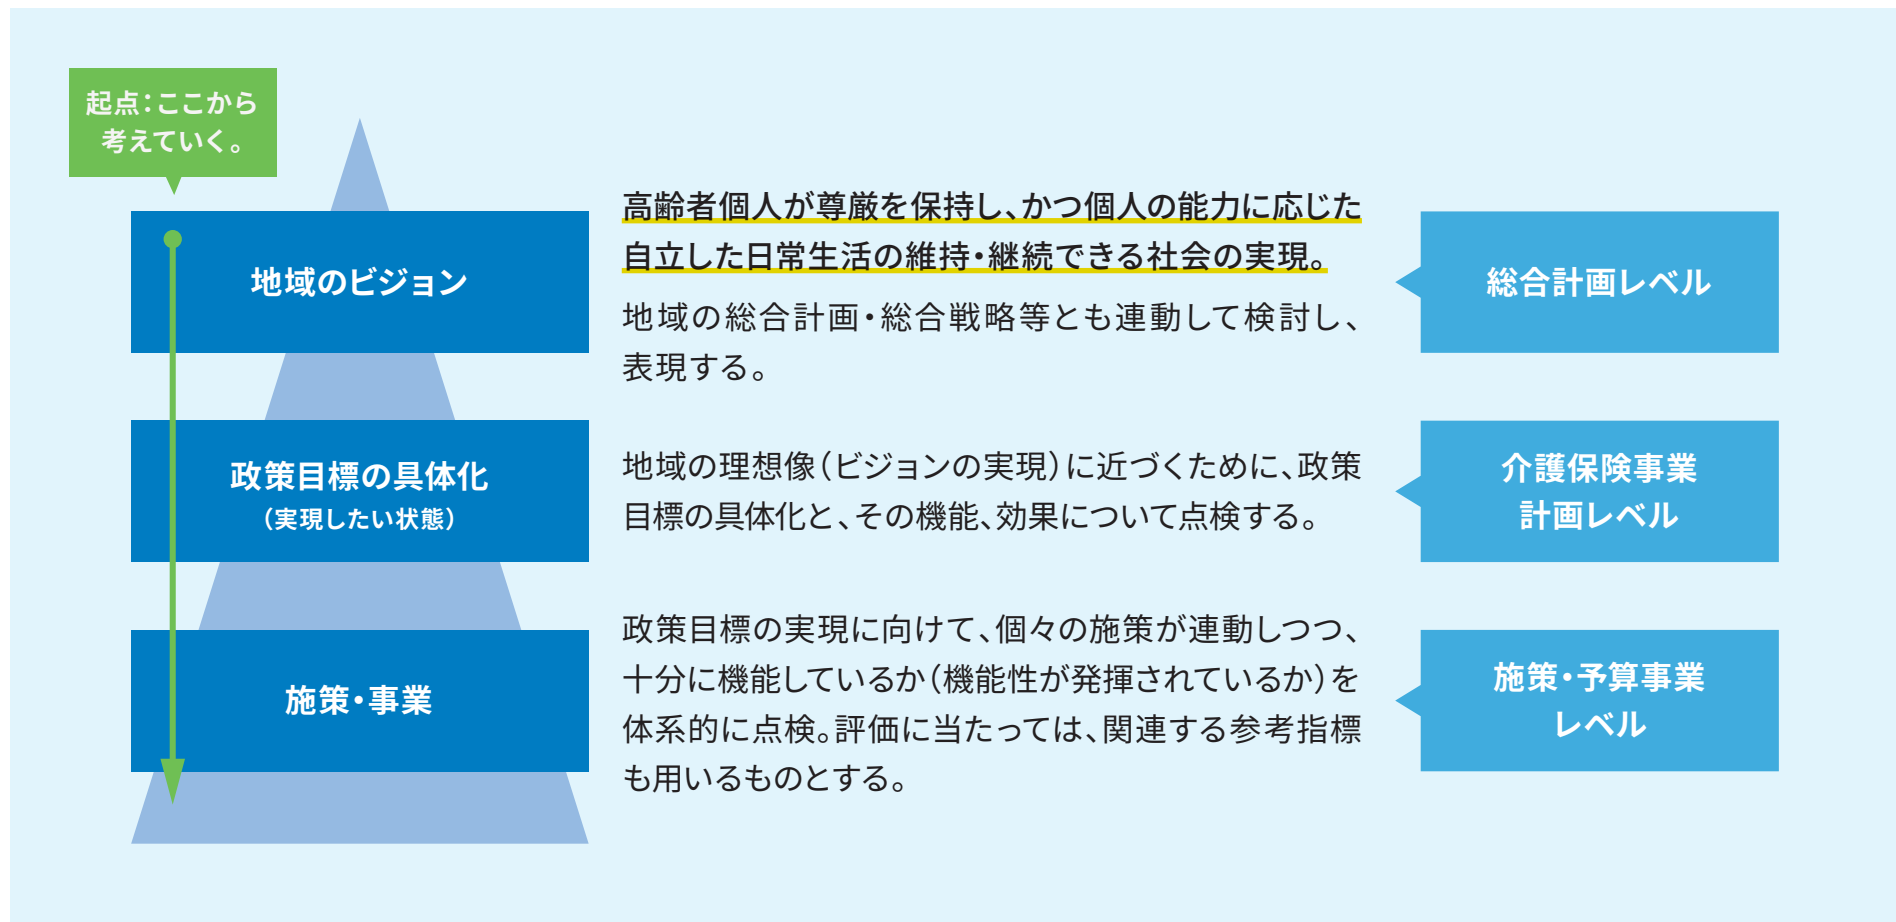 起点：ここから
考えていく。
地域のビジョン
高齢者個人が尊厳を保持し、かつ個人の能力に応じた
自立した日常生活の維持・継続できる社会の実現。
地域の総合計画・総合戦略等とも連動して検討し、
表現する。
総合計画レベル
政策目標の具体化
（実現したい状態）
地域の理想像（ビジョンの実現）に近づくために、政策
目標の具体化と、その機能、効果について点検する。
介護保険事業
計画レベル
施策・事業
政策目標の実現に向けて、個々の施策が連動しつつ、
十分に機能しているか（機能性が発揮されているか）を
体系的に点検。評価に当たっては、関連する参考指標
も用いるものとする。
施策・予算事業
レベル